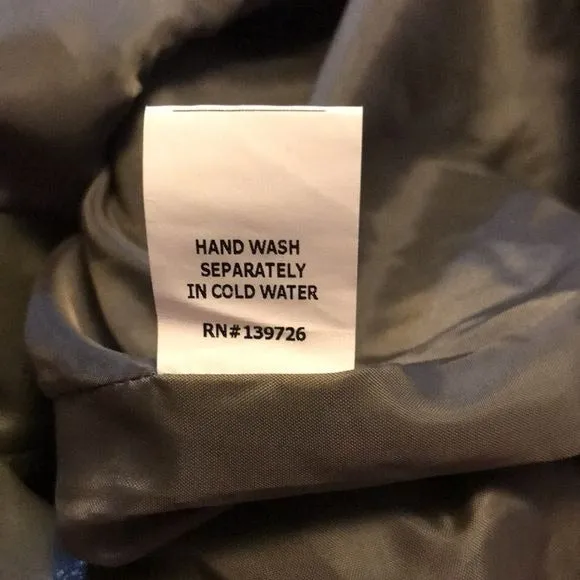 HAND WASH
SEPARATELY
IN COLD WATER
RN#139726